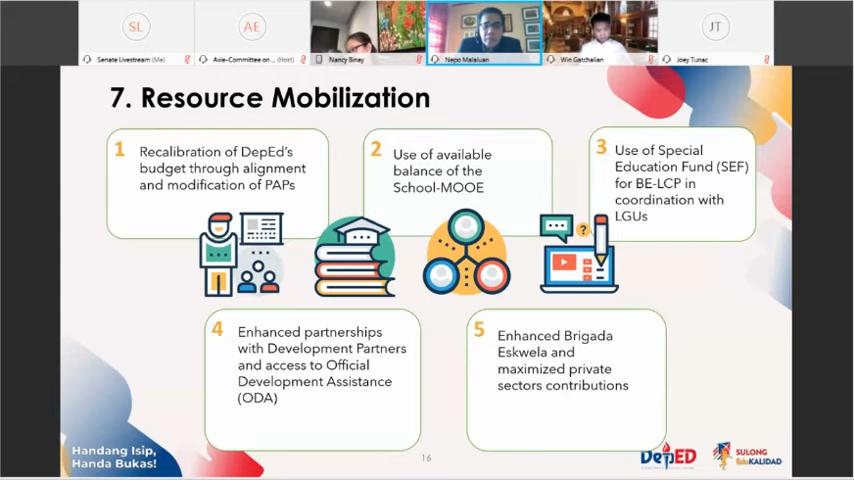 SL
AE
JT
Senate Livestream (Me)
Avie-Committee on... (Host)
Nancy Binay
Nepo Malaluan
Win Gatchalian
Joey Tunac
7. Resource Mobilization
1
Recalibration of DepEd's
budget through alignment
and modification of PAPs
2
Use of available
balance of the
School-MOOE
3
Use of Special
Education Fund (SEF)
for BE-LCP in
coordination with
LGUs
?
4
Enhanced partnerships
with Development Partners
and access to Official
Development Assistance
(ODA)
5
Enhanced Brigada
Eskwela and
maximized private
sectors contributions
Handang Isip,
Handa Bukas!
16
DepED
SULONG
EduKALIDAD